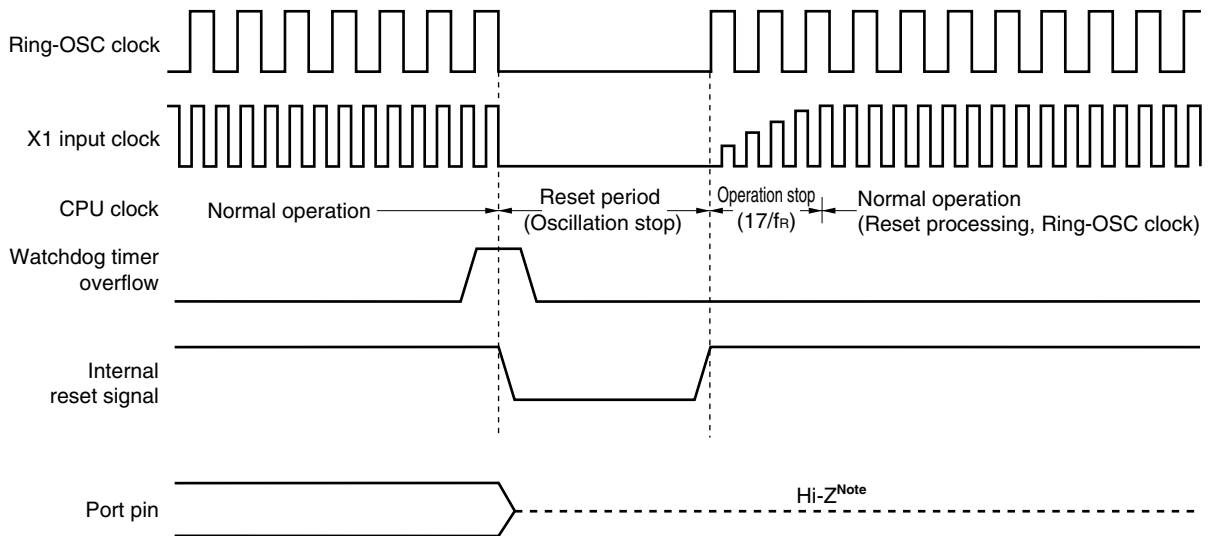 Ring-OSC clock
X1 input clock
CPU clock
Normal operation
Reset period
(Oscillation stop)
Operation stop
(17/fR)
Normal operation
(Reset processing, Ring-OSC clock)
Watchdog timer
overflow
Internal
reset signal
Port pin
Hi-ZNote